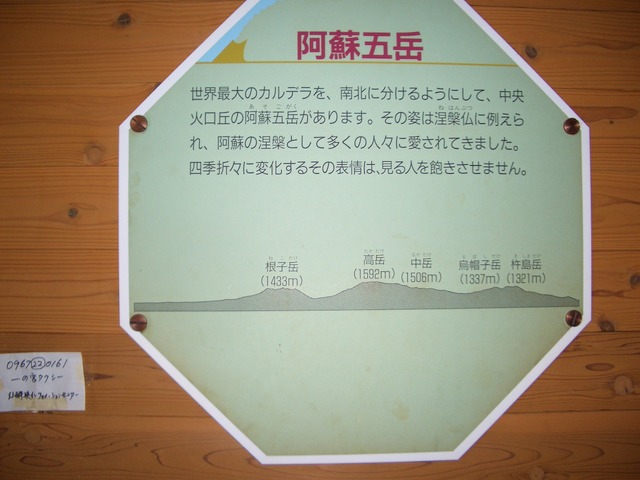 阿蘇五岳
世界最大のカルデラを、南北に分けるようにして、中央
火口丘の阿蘇五岳があります。その姿は涅槃仏に例えら
れ、阿蘇の涅槃として多くの人々に愛されてきました。
四季折々に変化するその表情は、見る人を飽きさせません。
根子岳 高岳 中岳 烏帽子岳 杵島岳
(1433m) (1592m) (1506m) (1337m) (1321m)
0967(22)0161
一の宮タクシー